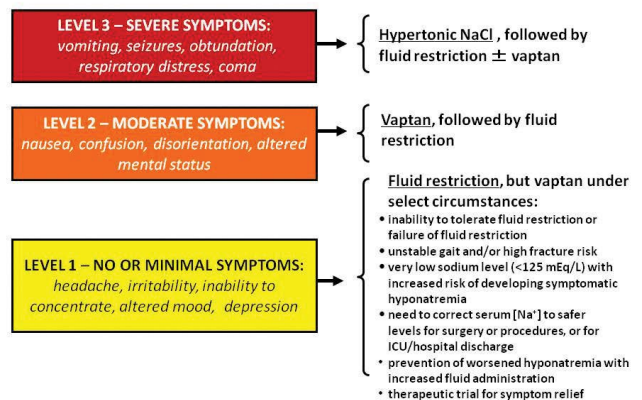 LEVEL 3 – SEVERE SYMPTOMS:
vomiting, seizures, obtundation,
respiratory distress, coma
Hypertonic NaCl , followed by
fluid restriction ± vaptan
LEVEL 2 – MODERATE SYMPTOMS:
nausea, confusion, disorientation, altered
mental status
Vaptan, followed by fluid
restriction
LEVEL 1 – NO OR MINIMAL SYMPTOMS:
headache, irritability, inability to
concentrate, altered mood, depression
Fluid restriction, but vaptan under
select circumstances:
• inability to tolerate fluid restriction or
failure of fluid restriction
• unstable gait and/or high fracture risk
• very low sodium level (<125 mEq/L) with
increased risk of developing symptomatic
hyponatremia
• need to correct serum [Na⁺] to safer
levels for surgery or procedures, or for
ICU/hospital discharge
• prevention of worsened hyponatremia with
increased fluid administration
• therapeutic trial for symptom relief